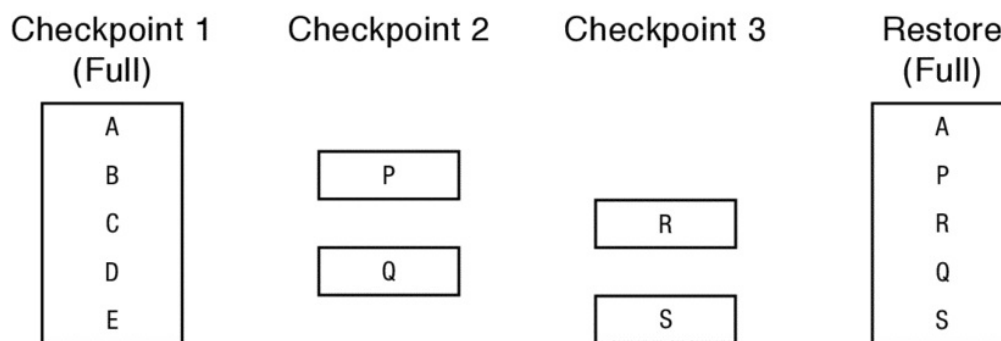 Checkpoint 1
(Full)
Checkpoint 2
Checkpoint 3
Restore
(Full)
A
B
C
D
E
P
Q
R
S
A
P
R
Q
S